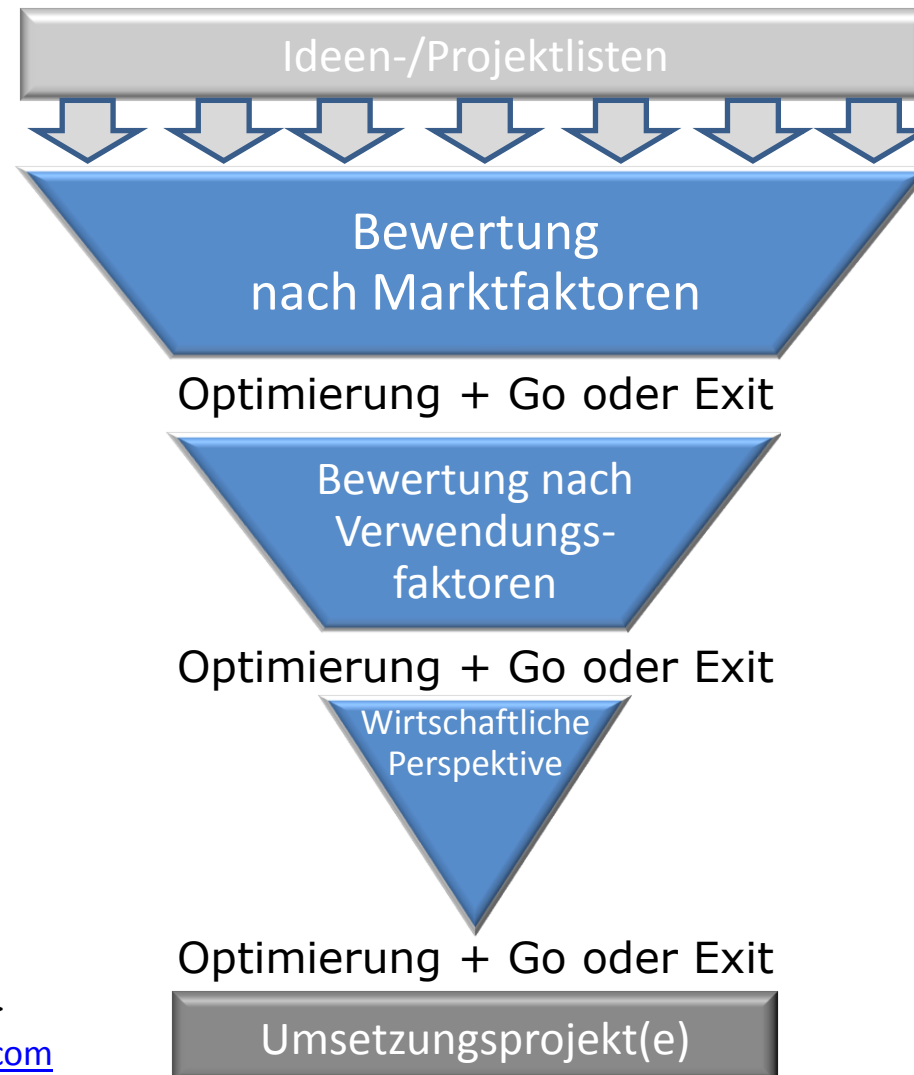 Ideen-/Projektlisten
Bewertung
nach Marktfaktoren
Optimierung + Go oder Exit
Bewertung nach
Verwendungs-
faktoren
Optimierung + Go oder Exit
Wirtschaftliche
Perspektive
Optimierung + Go oder Exit
Umsetzungsprojekt(e)
com